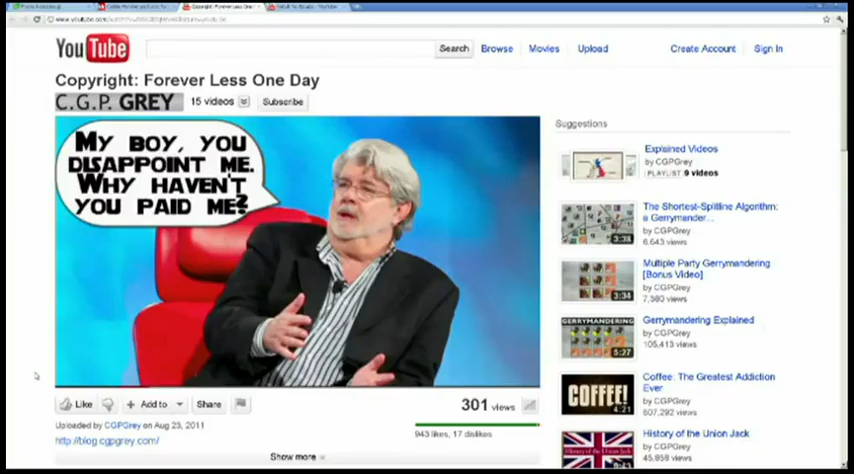 YouTube
Search
Browse
Movies
Upload
Create Account
Sign In
Copyright: Forever Less One Day
C.G.P. GREY
15 videos
Subscribe
MY BOY, YOU
DISAPPOINT ME.
WHY HAVEN'T
YOU PAID ME?
Like
Add to
Share
301 views
Uploaded by CGPGrey on Aug 23, 2011
943 likes, 17 dislikes
http://blog.cgpgrey.com/
Show more
Suggestions
Explained Videos
by CGPGrey
PLAYLIST 9 videos
The Shortest-Splitline Algorithm:
a Gerrymander...
by CGPGrey
6,643 views
3:38
Multiple Party Gerrymandering
[Bonus Video]
by CGPGrey
7,580 views
3:34
GERRYMANDERING
Gerrymandering Explained
by CGPGrey
105,413 views
5:27
COFFEE!
Coffee: The Greatest Addiction
Ever
by CGPGrey
607,292 views
4:21
History of the Union Jack
History of the Union Jack
by CGPGrey
45,858 views